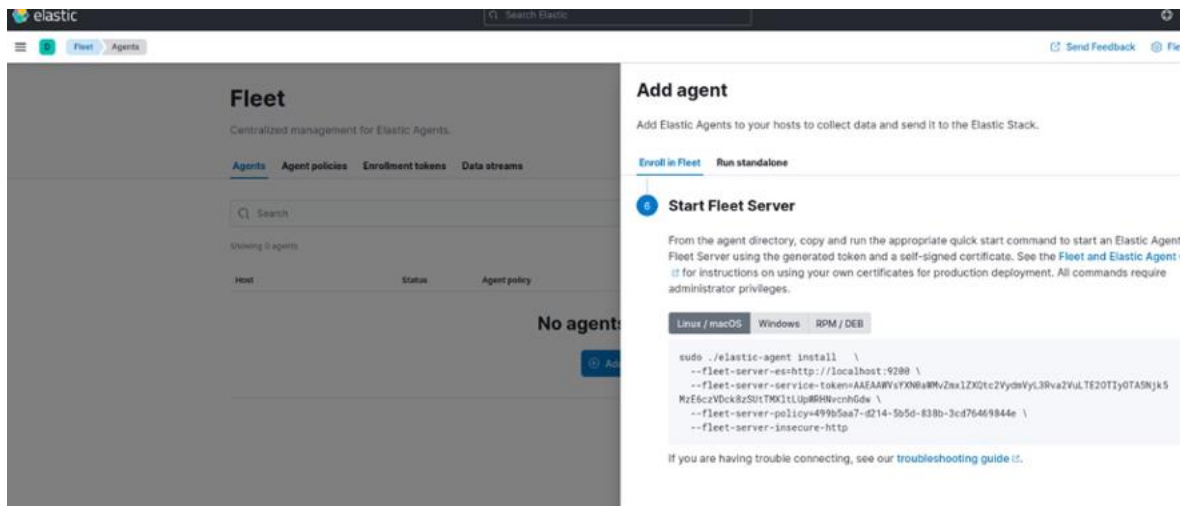 elastic
Search Elastic
D Fleet Agents
Send Feedback
Fleet
Centralized management for Elastic Agents.
Agents Agent policies Enrollment tokens Data streams
Search
Showing 0 agents
Host Status Agent policy
No agents
Add agent
Add Elastic Agents to your hosts to collect data and send it to the Elastic Stack.
Enroll in Fleet Run standalone
6 Start Fleet Server
From the agent directory, copy and run the appropriate quick start command to start an Elastic Agent
Fleet Server using the generated token and a self-signed certificate. See the Fleet and Elastic Agent
for instructions on using your own certificates for production deployment. All commands require
administrator privileges.
Linux / macOS Windows RPM / DEB
sudo ./elastic-agent install \
--fleet-server-es=http://localhost:9200 \
--fleet-server-policy=499b5aa7-d214-5b5d-838b-3cd76469844e \
--fleet-server-insecure-http
If you are having trouble connecting, see our troubleshooting guide.